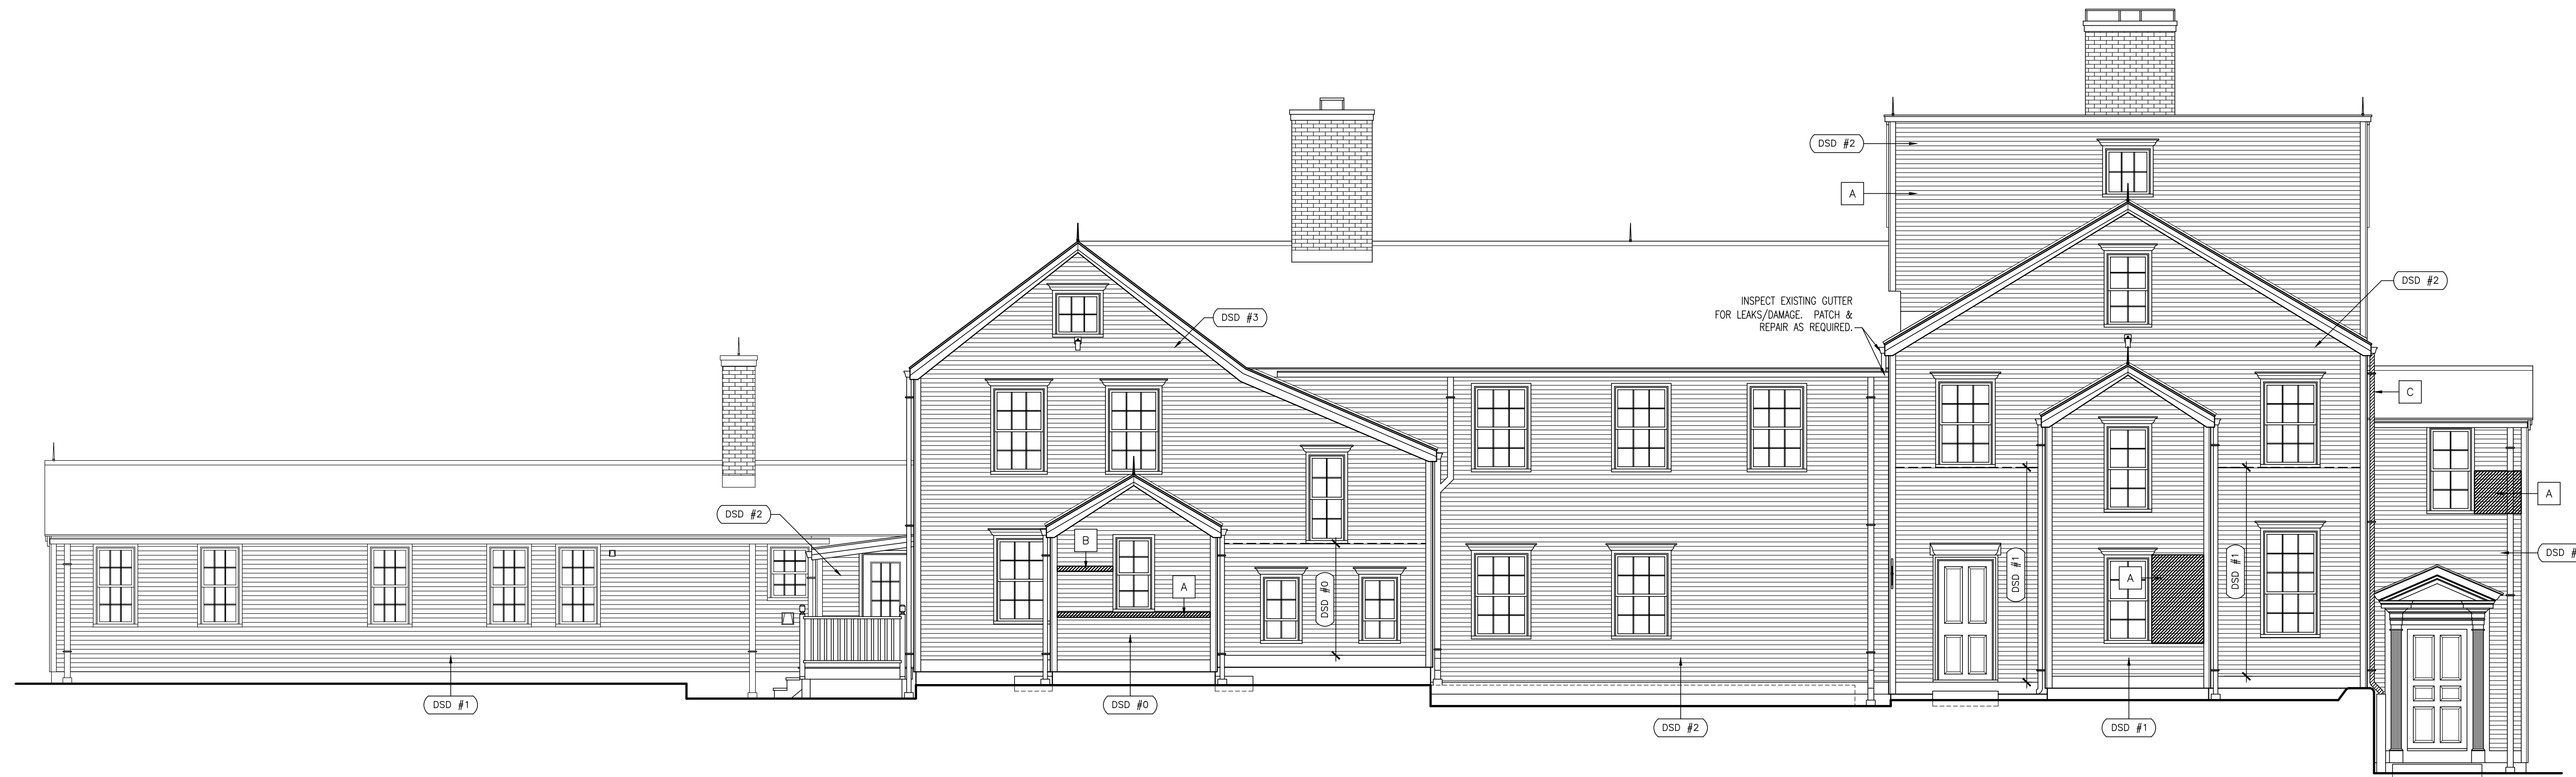 DSD #2
A
DSD #2
INSPECT EXISTING GUTTER
FOR LEAKS/DAMAGE. PATCH &
REPAIR AS REQUIRED.
DSD #3
C
A
DSD #2
B
A
DSD #0
DSD #1
A
DSD #1
DSD #
DSD #1
DSD #0
DSD #2
DSD #1